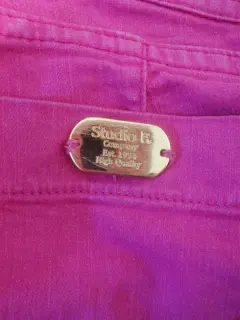 Studio R
Company
Est. 1994
High Quality